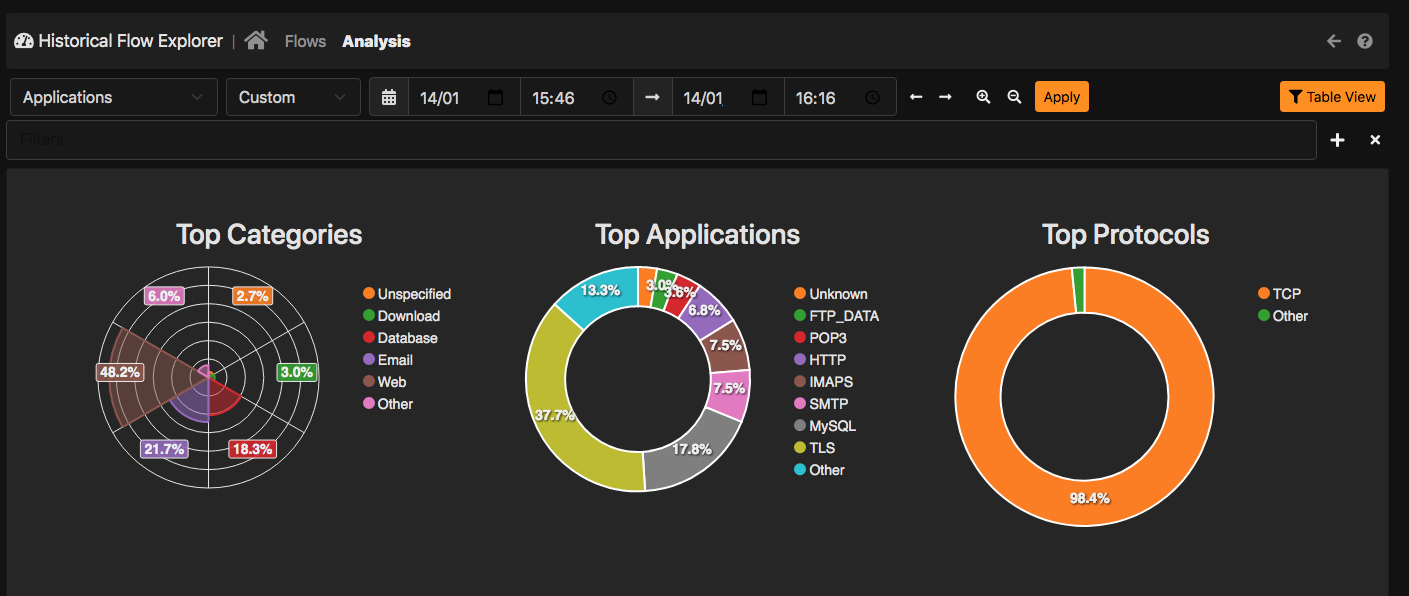 Historical Flow Explorer | Flows Analysis
Applications Custom 14/01 15:46 14/01 16:16 Apply Table View
Filters
Top Categories
6.0%
2.7%
48.2%
3.0%
21.7%
18.3%
Unspecified
Download
Database
Email
Web
Other
Top Applications
13.3%
3.0%
3.6%
6.8%
7.5%
7.5%
37.7%
17.8%
Unknown
FTP_DATA
POP3
HTTP
IMAPS
SMTP
MySQL
TLS
Other
Top Protocols
98.4%
TCP
Other